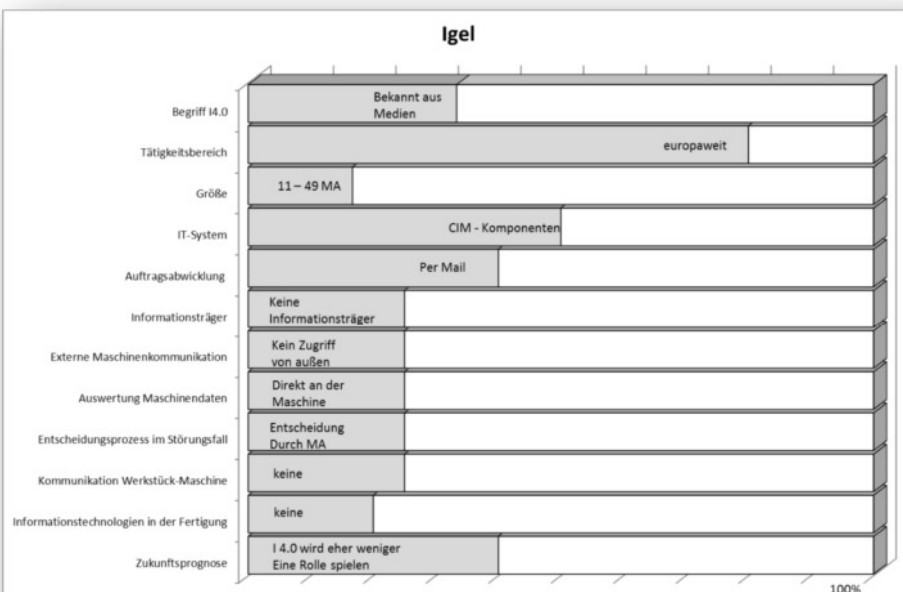 Igel
Begriff I4.0
Bekannt aus
Medien
Tätigkeitsbereich
europaweit
Größe
11 – 49 MA
IT-System
CIM - Komponenten
Auftragsabwicklung
Per Mail
Informationsträger
Keine
Informationsträger
Externe Maschinenkommunikation
Kein Zugriff
von außen
Auswertung Maschinendaten
Direkt an der
Maschine
Entscheidungsprozess im Störungsfall
Entscheidung
Durch MA
Kommunikation Werkstück-Maschine
keine
Informationstechnologien in der Fertigung
keine
Zukunftsprognose
I 4.0 wird eher weniger
Eine Rolle spielen
100%